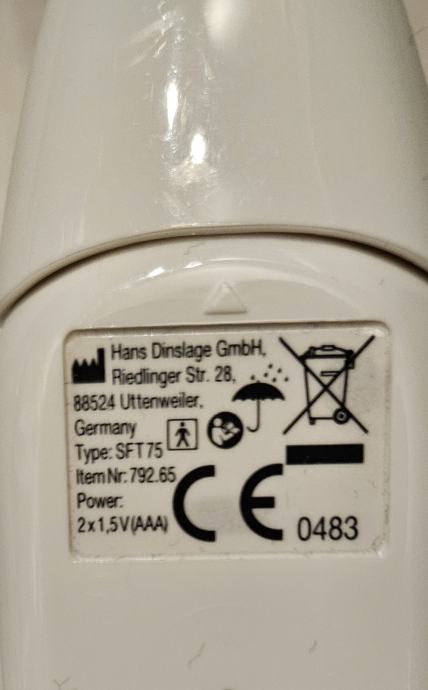 Hans Dinslage GmbH,
Riedlinger Str. 28,
88524 Uttenweiler,
Germany
Type: SFT 75
Item Nr: 792.65
Power:
2 x 1,5 V (AAA)
CE 0483